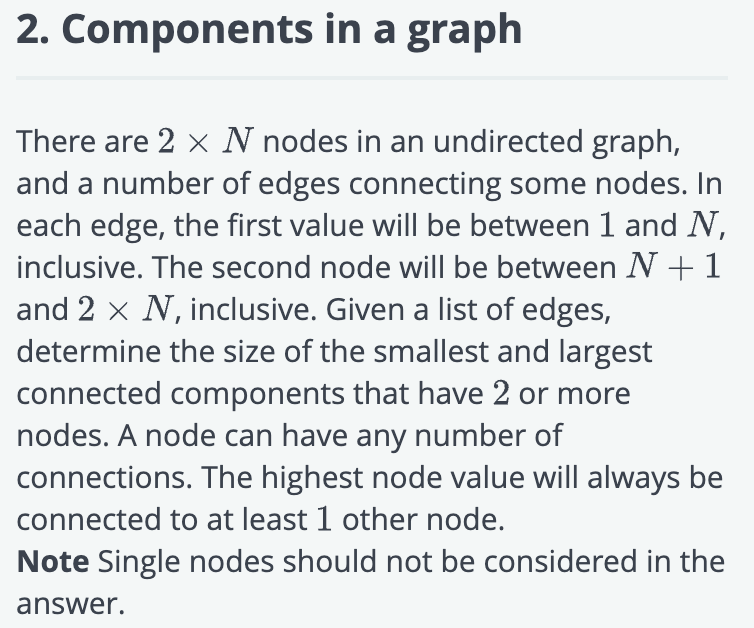 2. Components in a graph
There are 2 × N nodes in an undirected graph,
and a number of edges connecting some nodes. In
each edge, the first value will be between 1 and N,
inclusive. The second node will be between N + 1
and 2 × N, inclusive. Given a list of edges,
determine the size of the smallest and largest
connected components that have 2 or more
nodes. A node can have any number of
connections. The highest node value will always be
connected to at least 1 other node.
Note Single nodes should not be considered in the
answer.